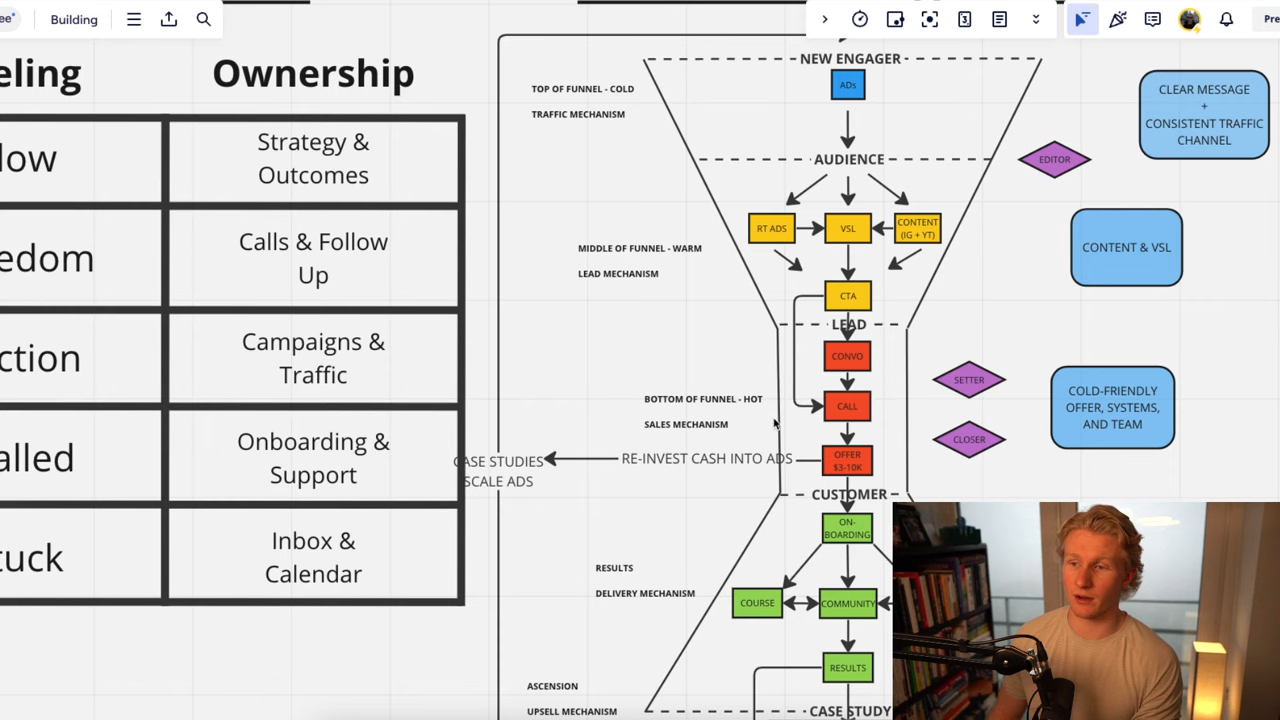 ee
Building
3
Pre
eling
Ownership
low
Strategy &
Outcomes
edom
Calls & Follow
Up
ction
Campaigns &
Traffic
alled
Onboarding &
Support
tuck
Inbox &
Calendar
NEW ENGAGER
TOP OF FUNNEL - COLD
TRAFFIC MECHANISM
ADs
CLEAR MESSAGE
+
CONSISTENT TRAFFIC
CHANNEL
AUDIENCE
EDITOR
RT ADS
VSL
CONTENT
(IG + YT)
MIDDLE OF FUNNEL - WARM
LEAD MECHANISM
CONTENT & VSL
CTA
LEAD
CONVO
SETTER
COLD-FRIENDLY
OFFER, SYSTEMS,
AND TEAM
BOTTOM OF FUNNEL - HOT
SALES MECHANISM
CALL
CLOSER
CASE STUDIES
SCALE ADS
RE-INVEST CASH INTO ADS
OFFER
$3-10K
CUSTOMER
ON-
BOARDING
RESULTS
DELIVERY MECHANISM
COURSE
COMMUNITY
RESULTS
ASCENSION
UPSELL MECHANISM
CASE STUDY